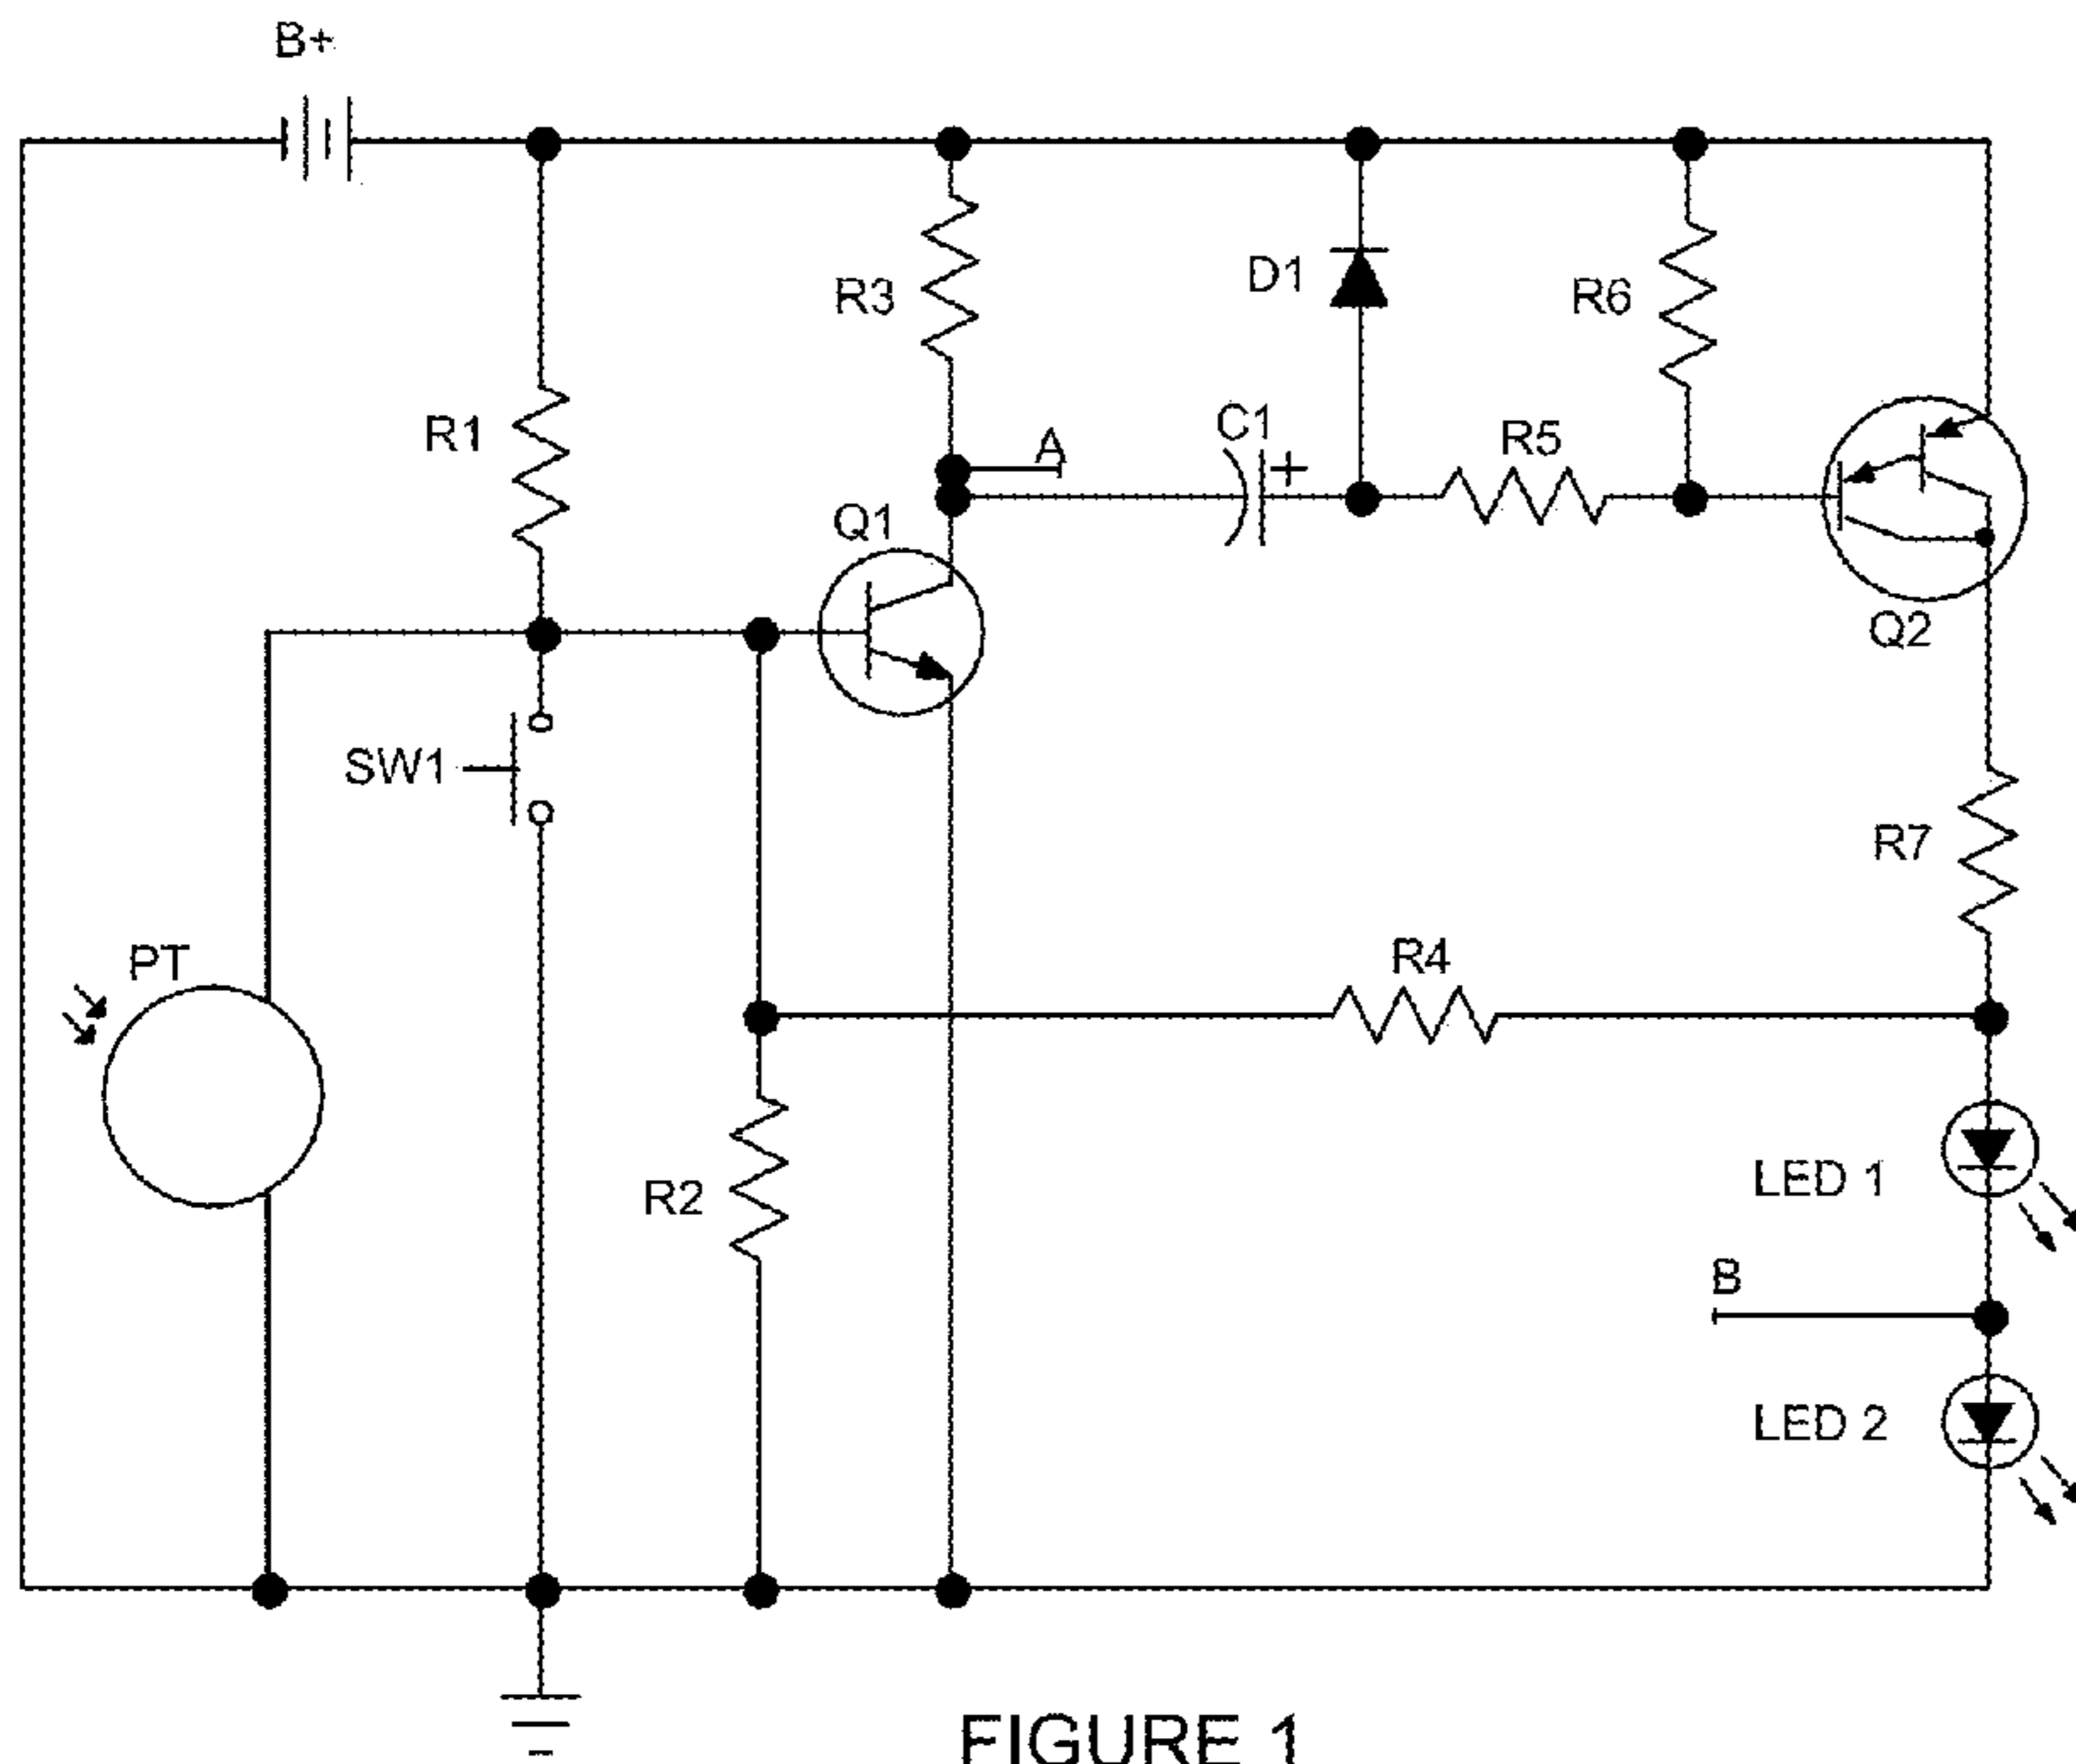 B+
R3
D1
R6
R1
A
C1
+
R5
Q1
Q2
SW1
R7
PT
R4
LED 1
R2
B
LED 2
FIGURE 1